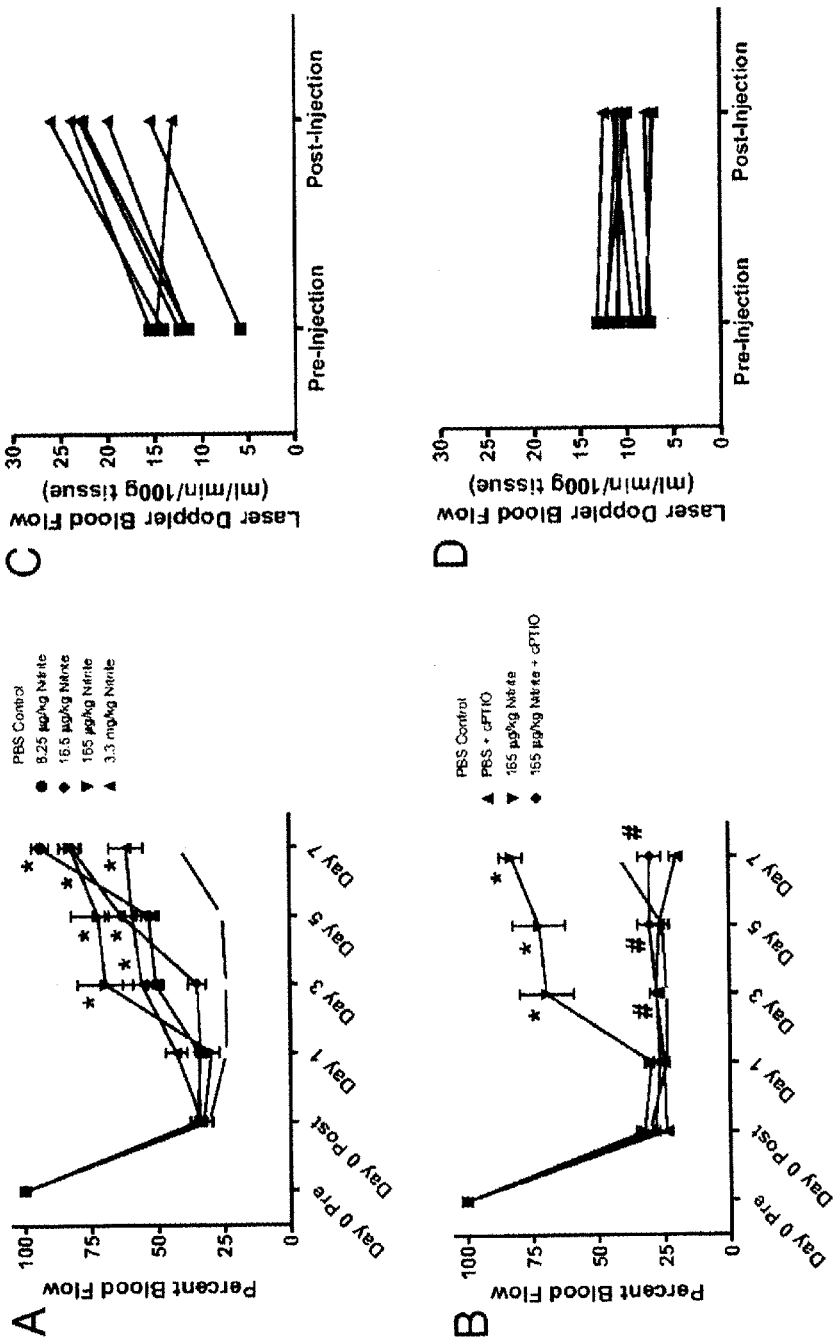 A
Percent Blood Flow
100
75
50
25
0
Day 0 Pre
Day 0 Post
Day 1
Day 3
Day 5
Day 7
* * * * * * * *
PBS Control
8.25 µg/kg Nitrite
16.5 µg/kg Nitrite
165 µg/kg Nitrite
3.3 mg/kg Nitrite
B
Percent Blood Flow
100
75
50
25
0
Day 0 Pre
Day 0 Post
Day 1
Day 3
Day 5
Day 7
* * *
# # #
PBS Control
PBS + cPTIO
165 µg/kg Nitrite
165 µg/kg Nitrite + cPTIO
C
Laser Doppler Blood Flow
(ml/min/100g tissue)
30
25
20
15
10
5
0
Pre-Injection
Post-Injection
D
Laser Doppler Blood Flow
(ml/min/100g tissue)
30
25
20
15
10
5
0
Pre-Injection
Post-Injection